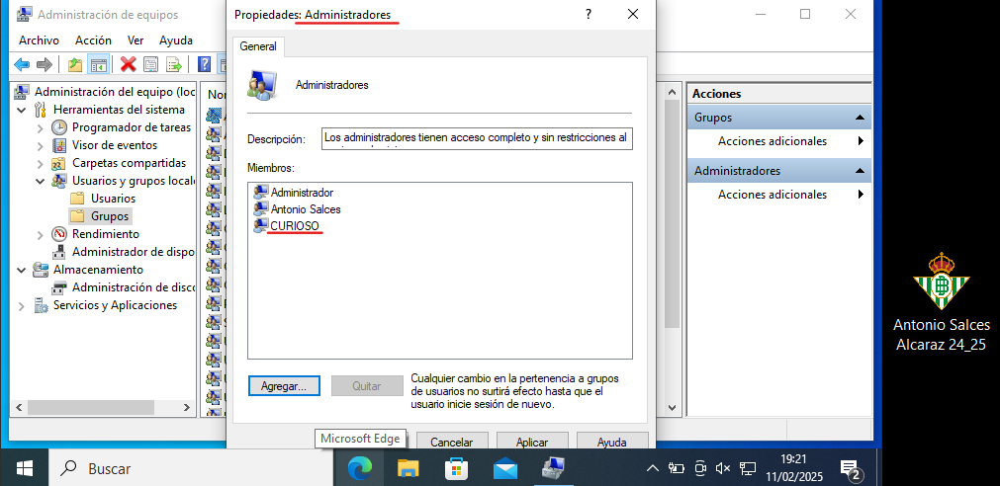 Administración de equipos
Archivo Acción Ver Ayuda
Administración del equipo (loc
Herramientas del sistema
Programador de tareas
Visor de eventos
Carpetas compartidas
Usuarios y grupos locale
Usuarios
Grupos
Rendimiento
Administrador de dispo
Almacenamiento
Administración de disco
Servicios y Aplicaciones
Propiedades: Administradores
General
Administradores
Descripción:
Los administradores tienen acceso completo y sin restricciones al
Miembros:
Administrador
Antonio Salces
CURIOSO
Agregar...
Quitar
Cualquier cambio en la pertenencia a grupos
de usuarios no surtirá efecto hasta que el
usuario inicie sesión de nuevo.
Cancelar
Aplicar
Ayuda
Microsoft Edge
Acciones
Grupos
Acciones adicionales
Administradores
Acciones adicionales
Antonio Salces
Alcaraz 24_25
Buscar
19:21
11/02/2025
2